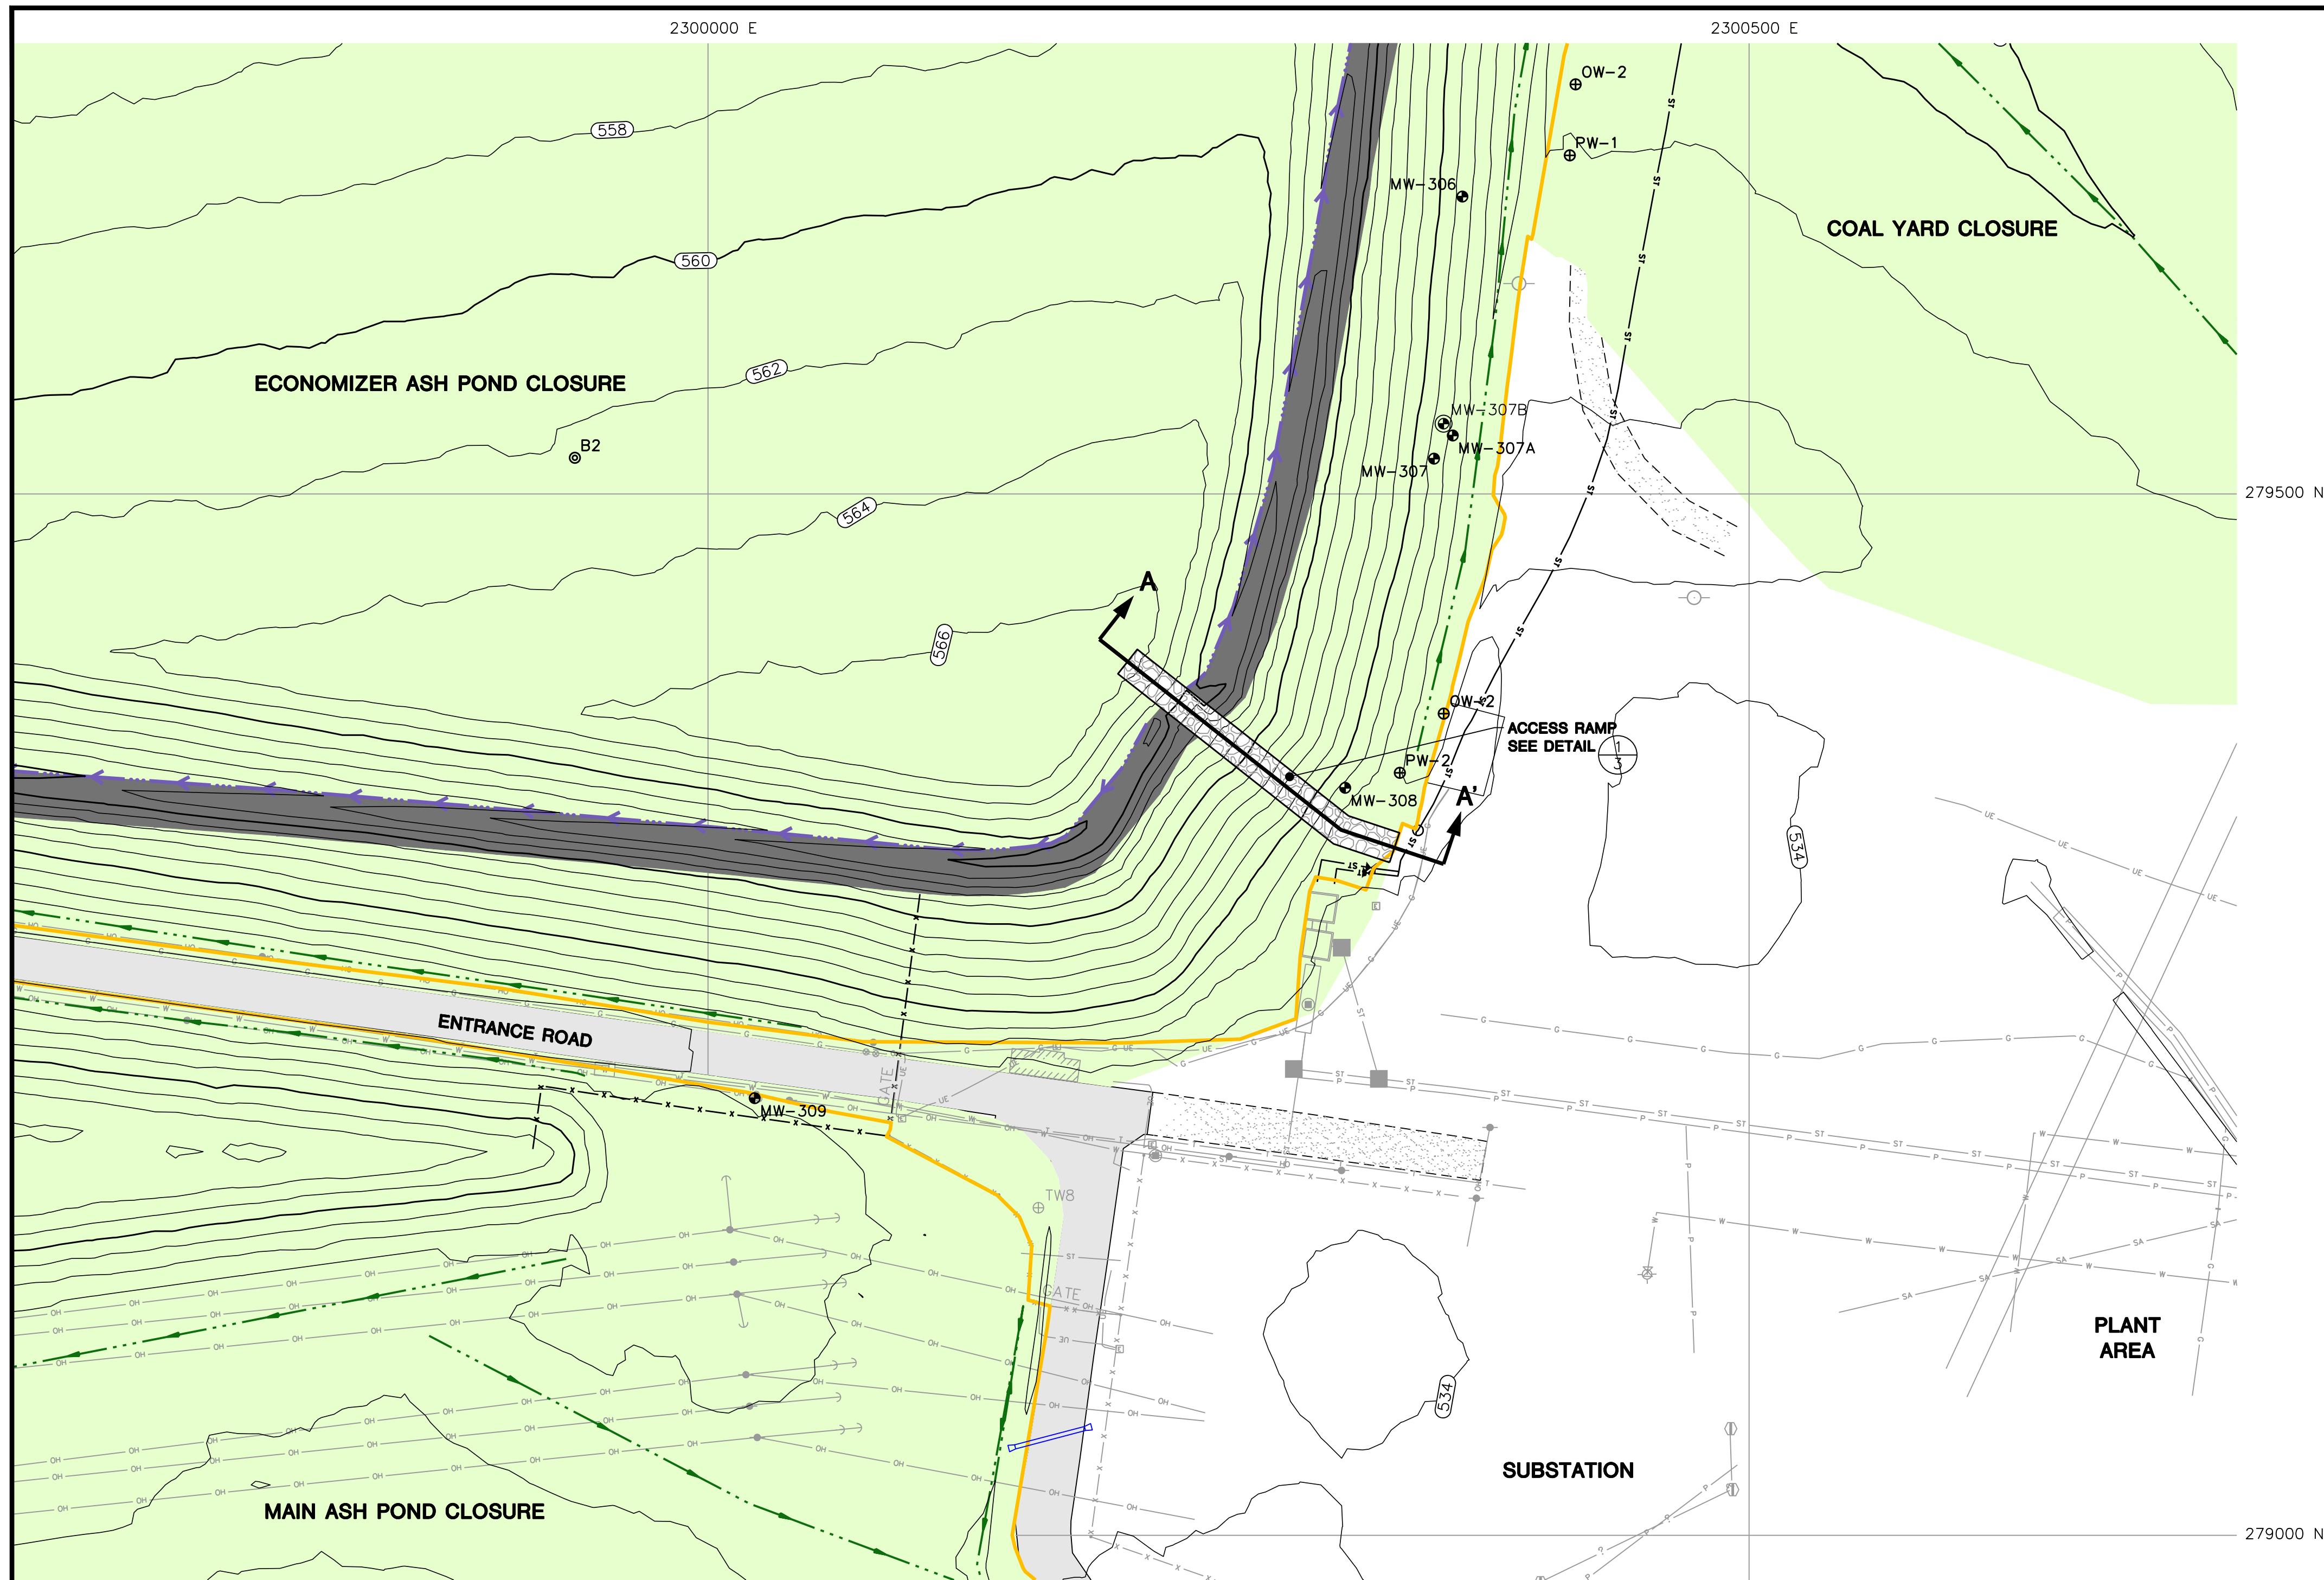 2300000 E
2300500 E
OW-2
558
PW-1
MW-306
COAL YARD CLOSURE
560
562
ECONOMIZER ASH POND CLOSURE
MW-307B
B2
MW-307A
MW-307
279500 N
564
A
566
OW-2
ACCESS RAMP
SEE DETAIL
1
3
PW-2
A'
MW-308
534
ENTRANCE ROAD
GATE
MW-309
TW8
GATE
PLANT
AREA
534
SUBSTATION
MAIN ASH POND CLOSURE
279000 N